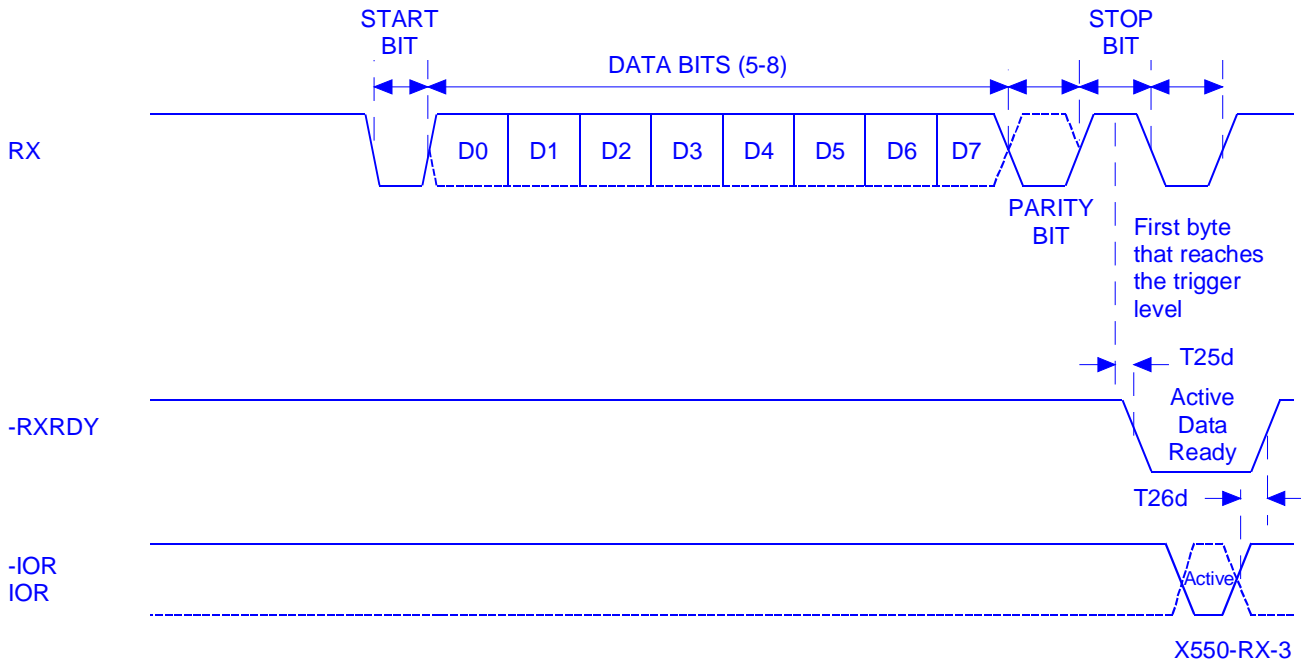 START
BIT
STOP
BIT
DATA BITS (5-8)
RX
D0 D1 D2 D3 D4 D5 D6 D7
PARITY
BIT
First byte
that reaches
the trigger
level
T25d
-RXRDY
Active
Data
Ready
T26d
-IOR
IOR
Active
X550-RX-3